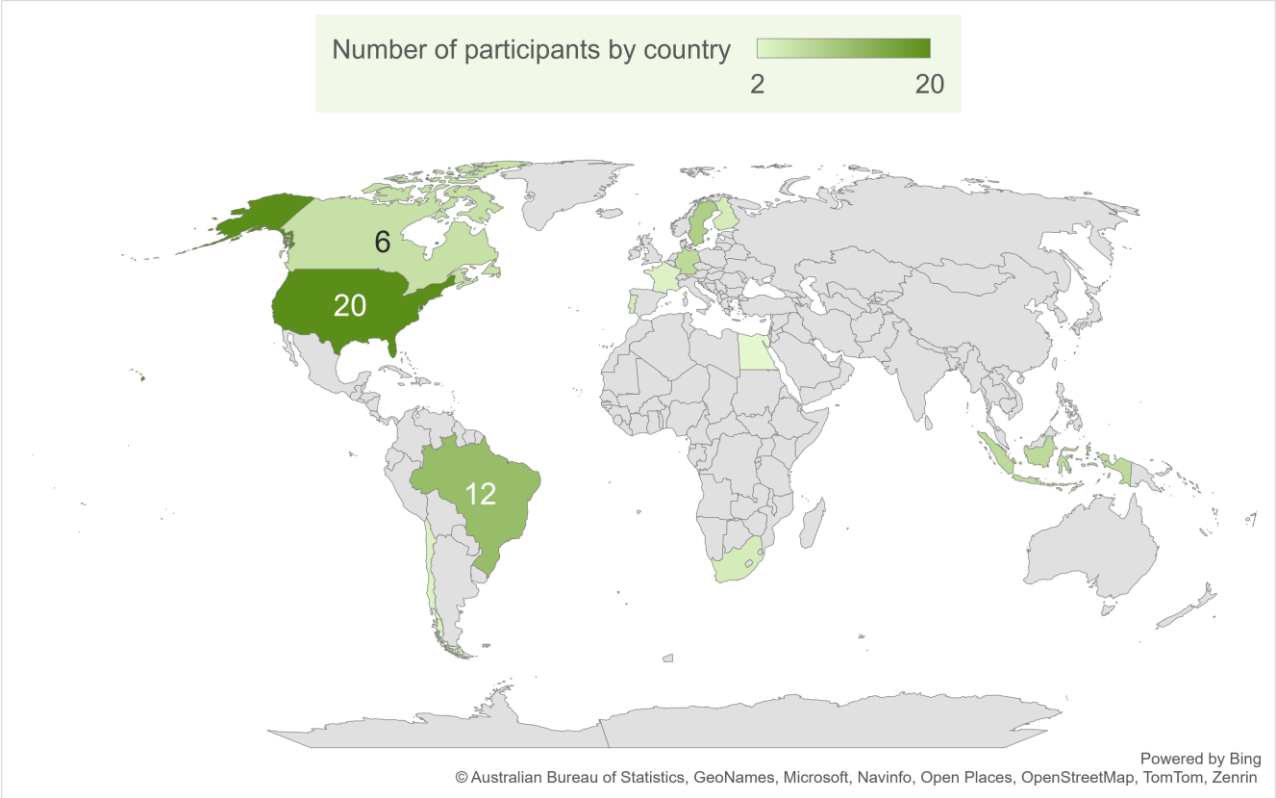 Number of participants by country
2 20
6
20
12
Powered by Bing
© Australian Bureau of Statistics, GeoNames, Microsoft, Navinfo, Open Places, OpenStreetMap, TomTom, Zenrin